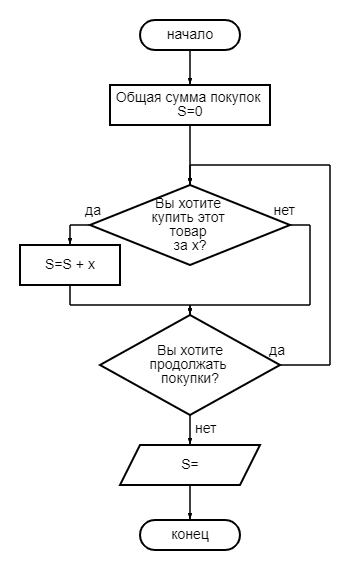 начало
Общая сумма покупок
S=0
Вы хотите
купить этот
товар
за x?
да
нет
S=S + x
Вы хотите
продолжать
покупки?
да
нет
S=
конец